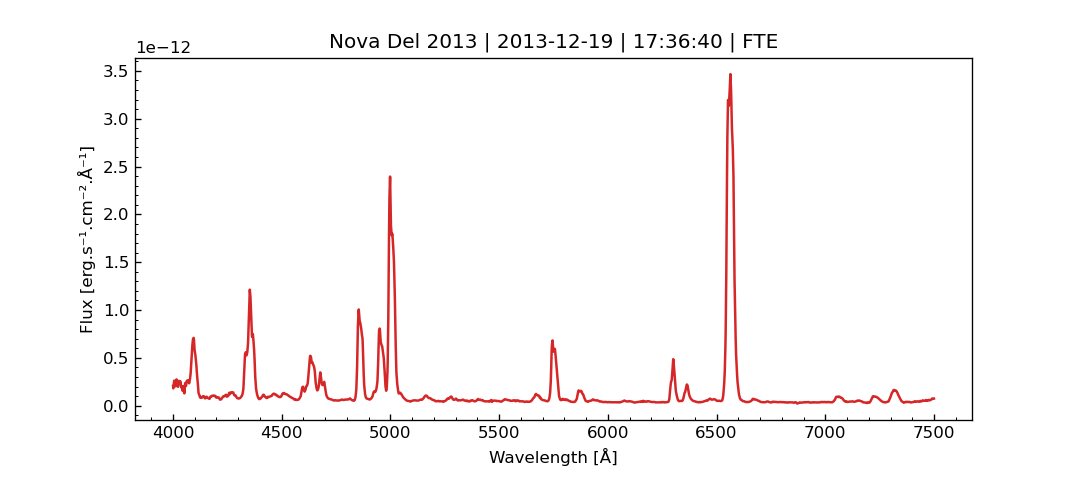 Nova Del 2013 | 2013-12-19 | 17:36:40 | FTE
1e−12
3.5
3.0
2.5
2.0
1.5
1.0
0.5
0.0
Flux [erg.s⁻¹.cm⁻².Å⁻¹]
4000 4500 5000 5500 6000 6500 7000 7500
Wavelength [Å]